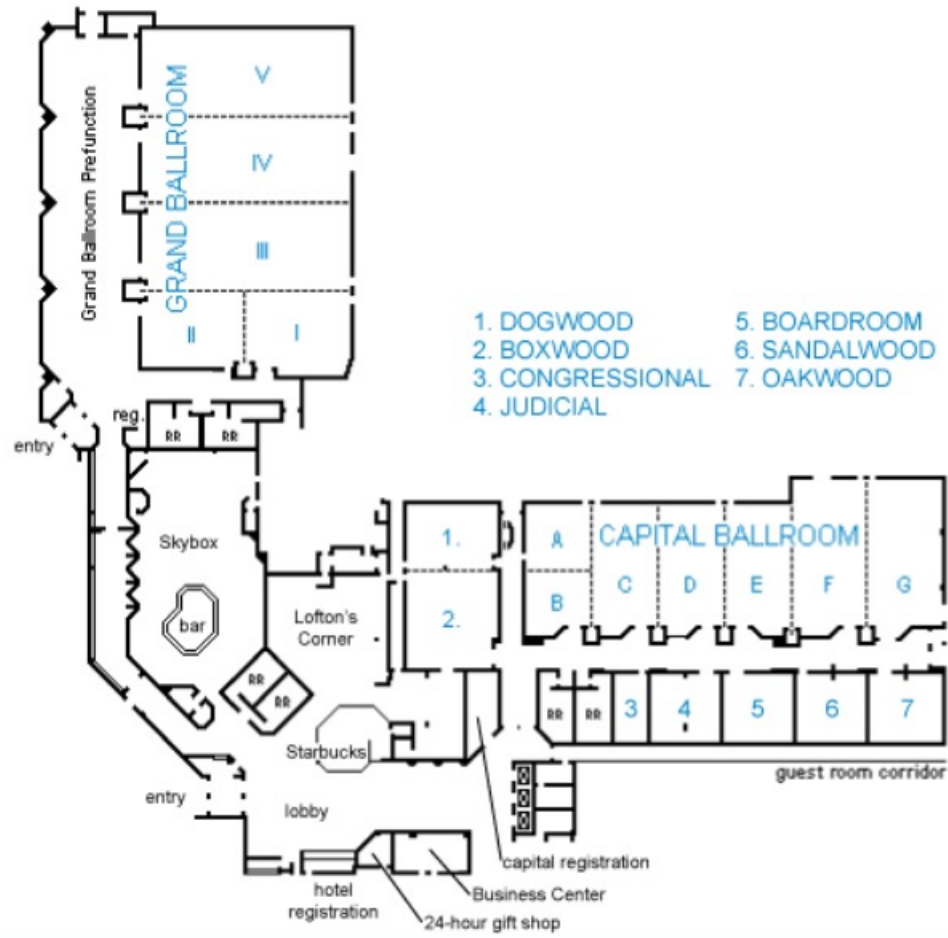 V
IV
III
II
I
GRAND BALLROOM
Grand Ballroom Prefunction
1. DOGWOOD
2. BOXWOOD
3. CONGRESSIONAL
4. JUDICIAL
5. BOARDROOM
6. SANDALWOOD
7. OAKWOOD
reg.
entry
RR
RR
Skybox
bar
Lofton's
Corner
RR
RR
1.
2.
A
B
CAPITAL BALLROOM
C
D
E
F
G
RR
RR
3
4
5
6
7
Starbucks
guest room corridor
entry
lobby
capital registration
hotel
registration
Business Center
24-hour gift shop